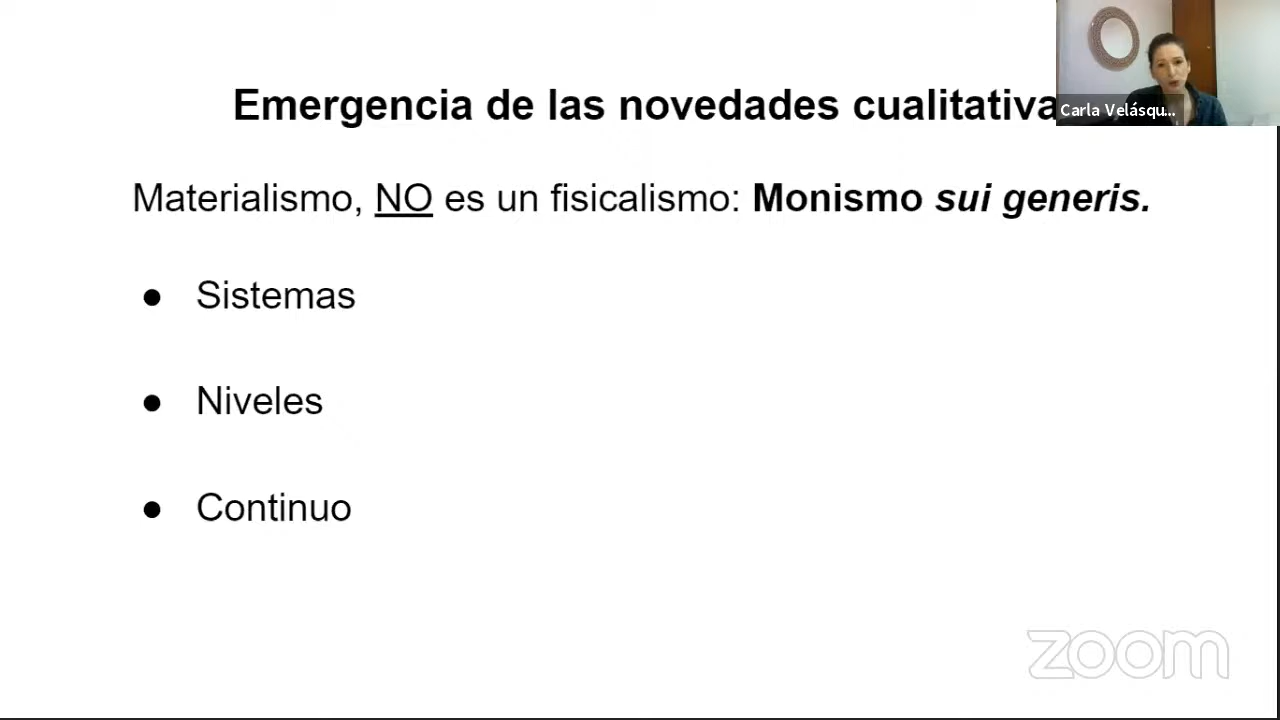 Emergencia de las novedades cualitativa
Carla Velásqu...
Materialismo, NO es un fisicalismo: Monismo sui generis.
● Sistemas
● Niveles
● Continuo
zoom